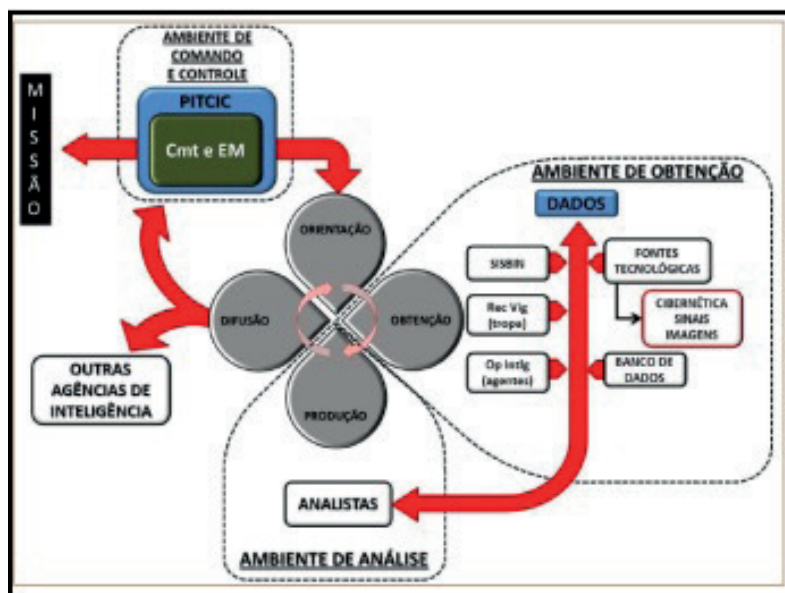 AMBIENTE DE
COMANDO
E CONTROLE
MISSÃO
PITCIC
Cmt e EM
AMBIENTE DE OBTENÇÃO
DADOS
ORIENTAÇÃO
DIFUSÃO
OBTENÇÃO
PRODUÇÃO
SISBIN
Rec Vig
(tropa)
Op Intlg
(agentes)
FONTES
TECNOLÓGICAS
CIBERNÉTICA
SINAIS
IMAGENS
BANCO DE
DADOS
OUTRAS
AGÊNCIAS DE
INTELIGÊNCIA
ANALISTAS
AMBIENTE DE ANÁLISE